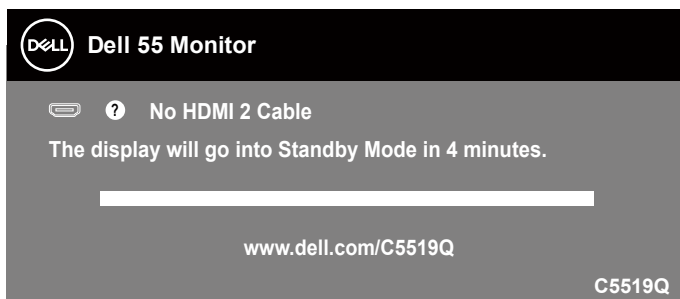 DELL Dell 55 Monitor
? No HDMI 2 Cable
The display will go into Standby Mode in 4 minutes.
www.dell.com/C5519Q
C5519Q